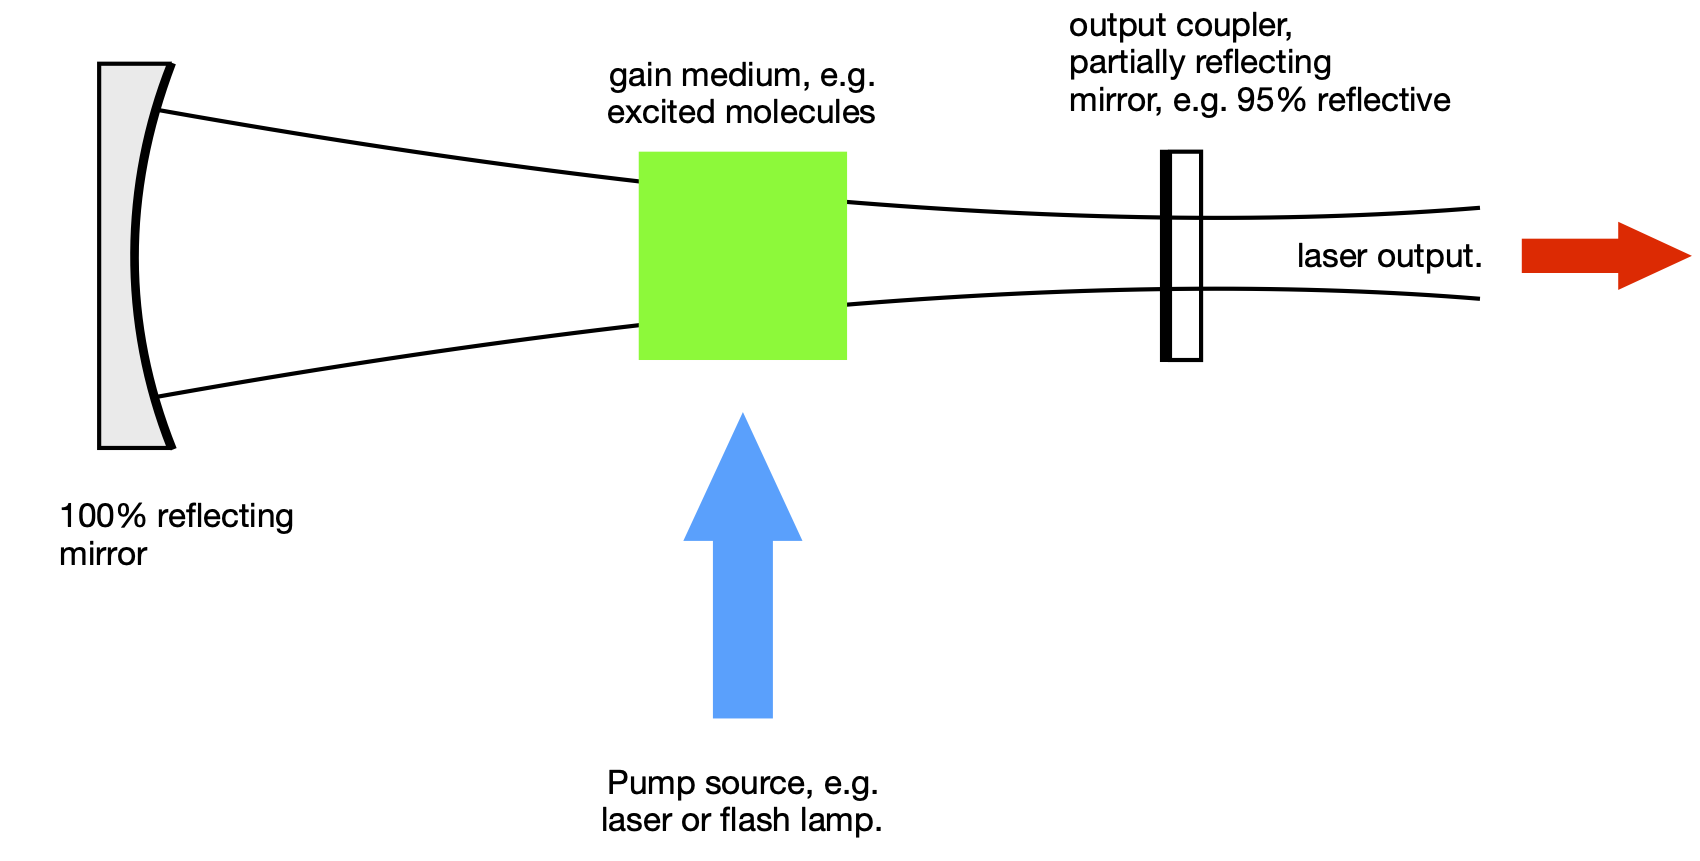 output coupler,
partially reflecting
mirror, e.g. 95% reflective
gain medium, e.g.
excited molecules
laser output.
100% reflecting
mirror
Pump source, e.g.
laser or flash lamp.